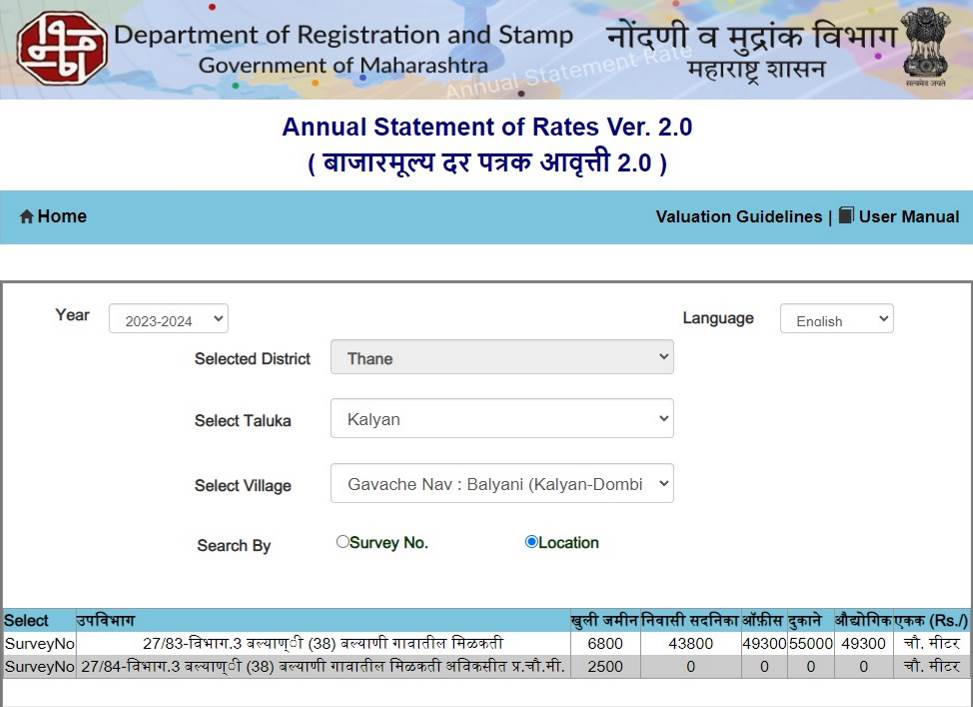 Department of Registration and Stamp
Government of Maharashtra
नोंदणी व मुद्रांक विभाग
महाराष्ट्र शासन
सत्यमेव जयते
Annual Statement Rate
Annual Statement of Rates Ver. 2.0
( बाजारमूल्य दर पत्रक आवृत्ती 2.0 )
Home Valuation Guidelines | User Manual
Year 2023-2024 Language English
Selected District Thane
Select Taluka Kalyan
Select Village Gavache Nav : Balyani (Kalyan-Dombi
Search By Survey No. Location
Select उपविभाग खुली जमीन निवासी सदनिका ऑफ़ीस दुकाने औद्योगिक एकक (Rs./)
SurveyNo 27/83-विभाग.3 बल्याण्ी (38) बल्याणी गावातील मिळकती 6800 43800 49300 55000 49300 चौ. मीटर
SurveyNo 27/84-विभाग.3 बल्याण्ी (38) बल्याणी गावातील मिळकती अविकसीत प्र.चौ.मी. 2500 0 0 0 0 चौ. मीटर